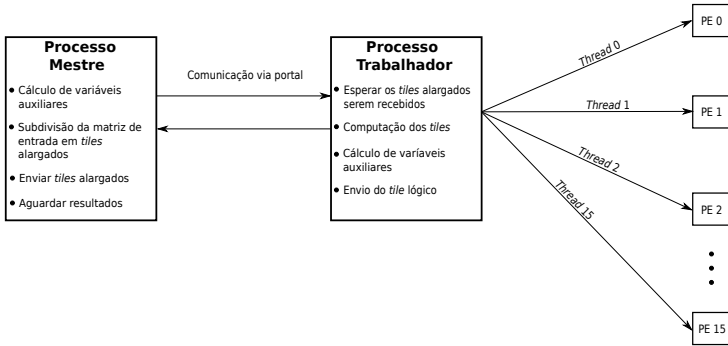 Processo
Mestre
• Cálculo de variáveis
auxiliares
• Subdivisão da matriz de
entrada em tiles
alargados
• Enviar tiles alargados
• Aguardar resultados
Comunicação via portal
Processo
Trabalhador
• Esperar os tiles alargados
serem recebidos
• Computação dos tiles
• Cálculo de varíaveis
auxiliares
• Envio do tile lógico
Thread 0
Thread 1
Thread 2
Thread 15
PE 0
PE 1
PE 2
PE 15